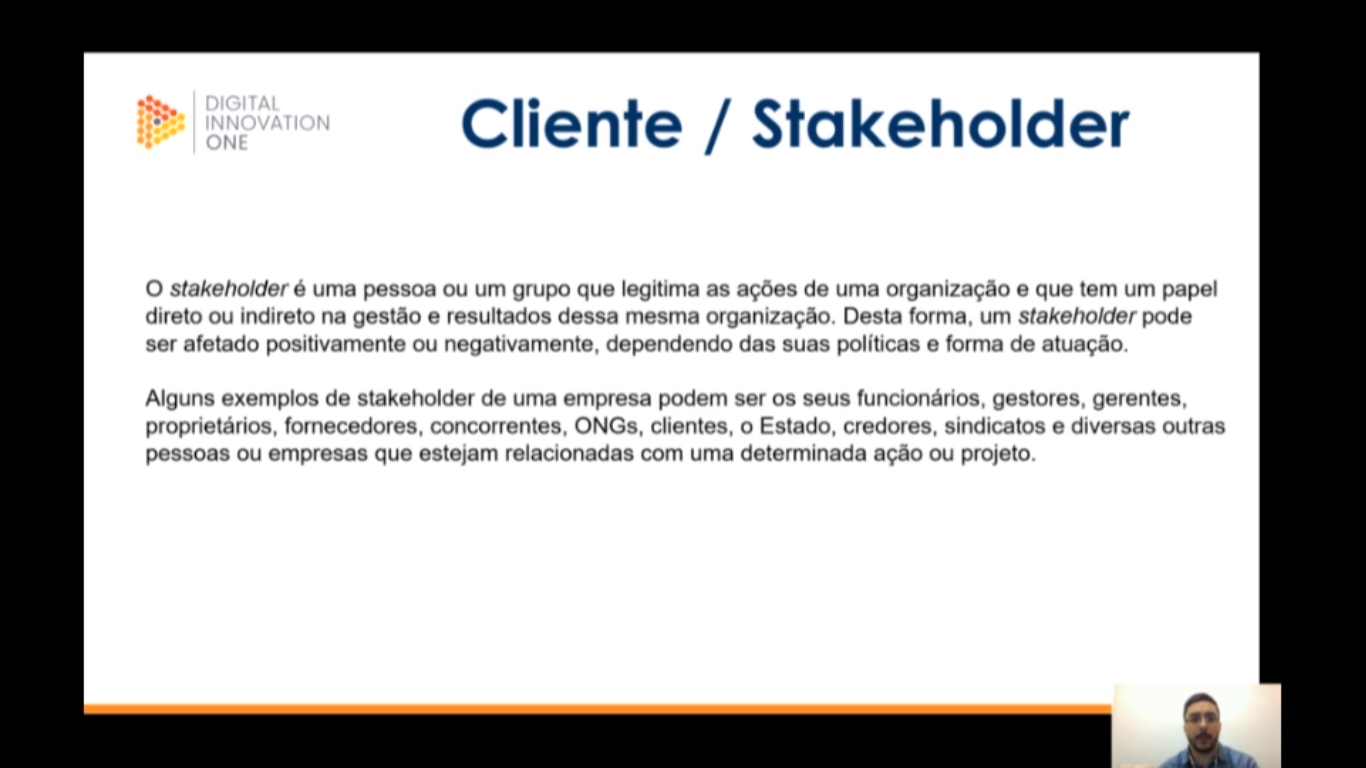 DIGITAL
INNOVATION
ONE
Cliente / Stakeholder
O stakeholder é uma pessoa ou um grupo que legitima as ações de uma organização e que tem um papel
direto ou indireto na gestão e resultados dessa mesma organização. Desta forma, um stakeholder pode
ser afetado positivamente ou negativamente, dependendo das suas políticas e forma de atuação.
Alguns exemplos de stakeholder de uma empresa podem ser os seus funcionários, gestores, gerentes,
proprietários, fornecedores, concorrentes, ONGs, clientes, o Estado, credores, sindicatos e diversas outras
pessoas ou empresas que estejam relacionadas com uma determinada ação ou projeto.